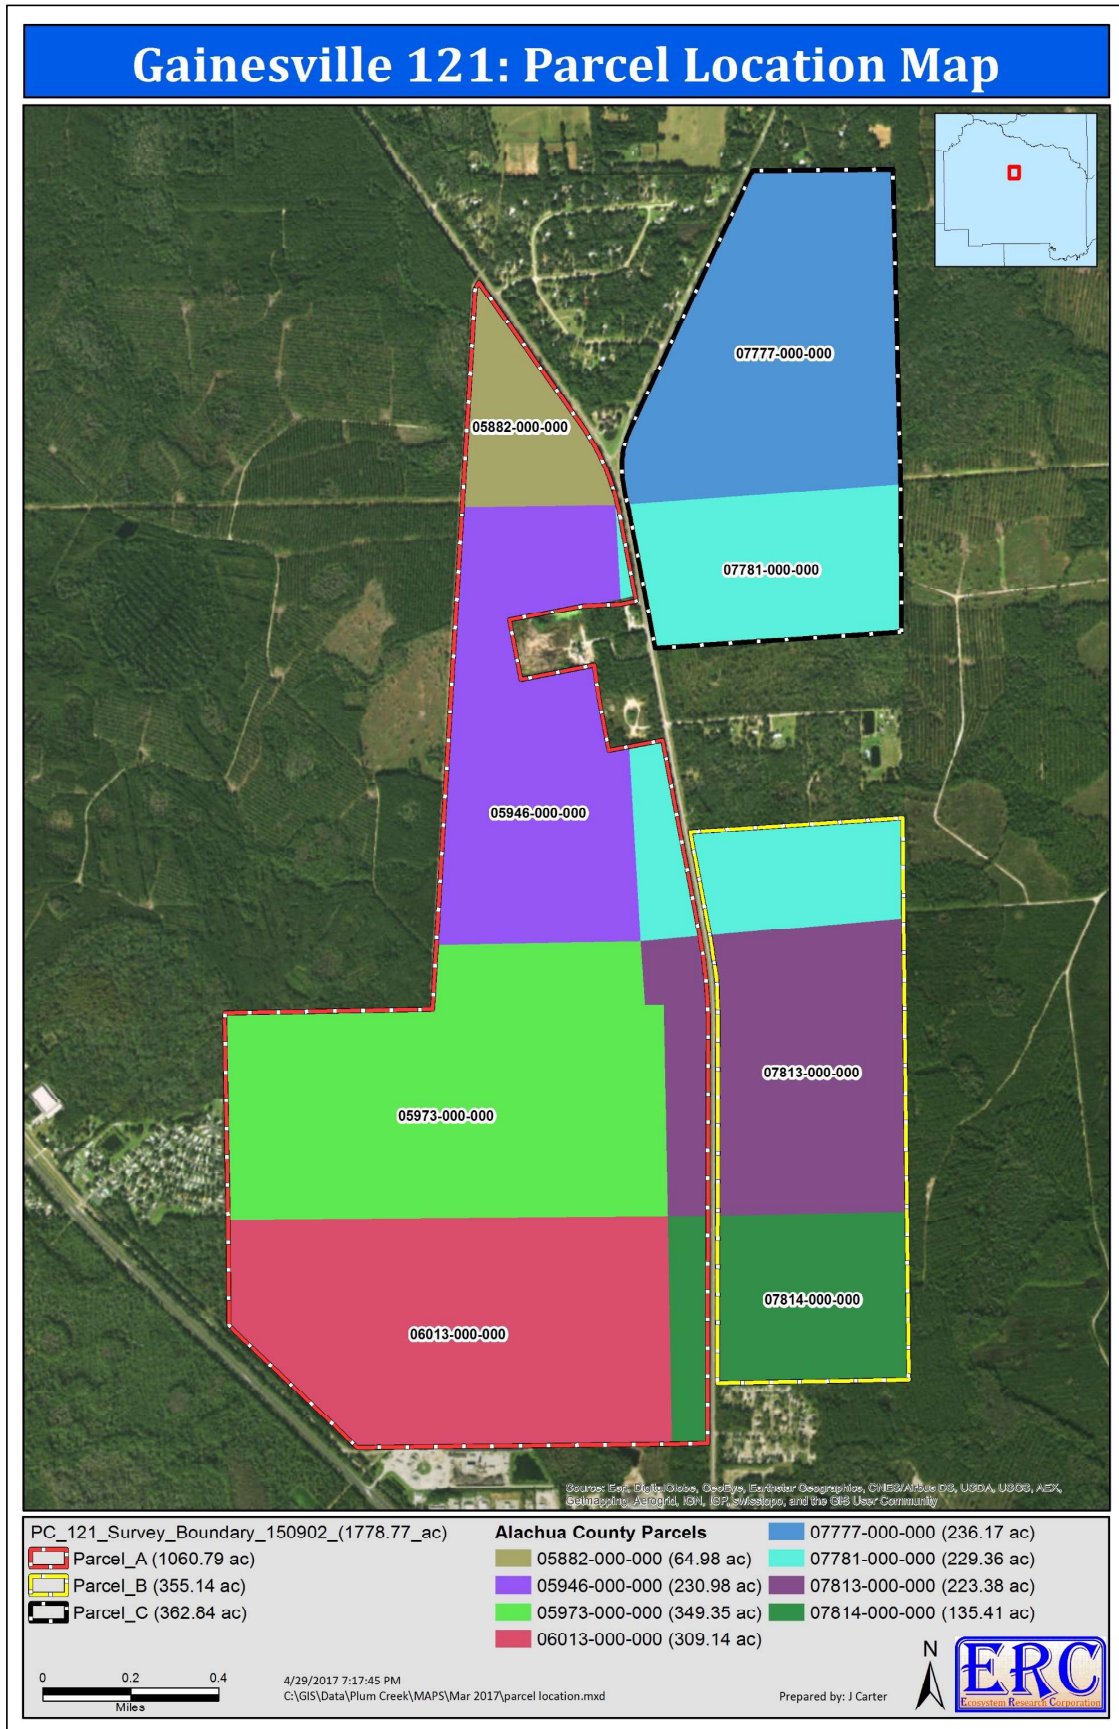 Gainesville 121: Parcel Location Map
07777-000-000
05882-000-000
07781-000-000
05946-000-000
07813-000-000
05973-000-000
07814-000-000
06013-000-000
Source: Esri, DigitalGlobe, GeoEye, Earthstar Geographics, CNES/Airbus DS, USDA, USGS, AEX,
Getmapping, Aerogrid, IGN, IGP, swisstopo, and the GIS User Community
PC_121_Survey_Boundary_150902_(1778.77_ac)
Parcel_A (1060.79 ac)
Parcel_B (355.14 ac)
Parcel_C (362.84 ac)
Alachua County Parcels
05882-000-000 (64.98 ac)
05946-000-000 (230.98 ac)
05973-000-000 (349.35 ac)
06013-000-000 (309.14 ac)
07777-000-000 (236.17 ac)
07781-000-000 (229.36 ac)
07813-000-000 (223.38 ac)
07814-000-000 (135.41 ac)
0 0.2 0.4
Miles
4/29/2017 7:17:45 PM
C:\GIS\Data\Plum Creek\MAPS\Mar 2017\parcel location.mxd
Prepared by: J Carter
N
ERC
Ecosystem Research Corporation